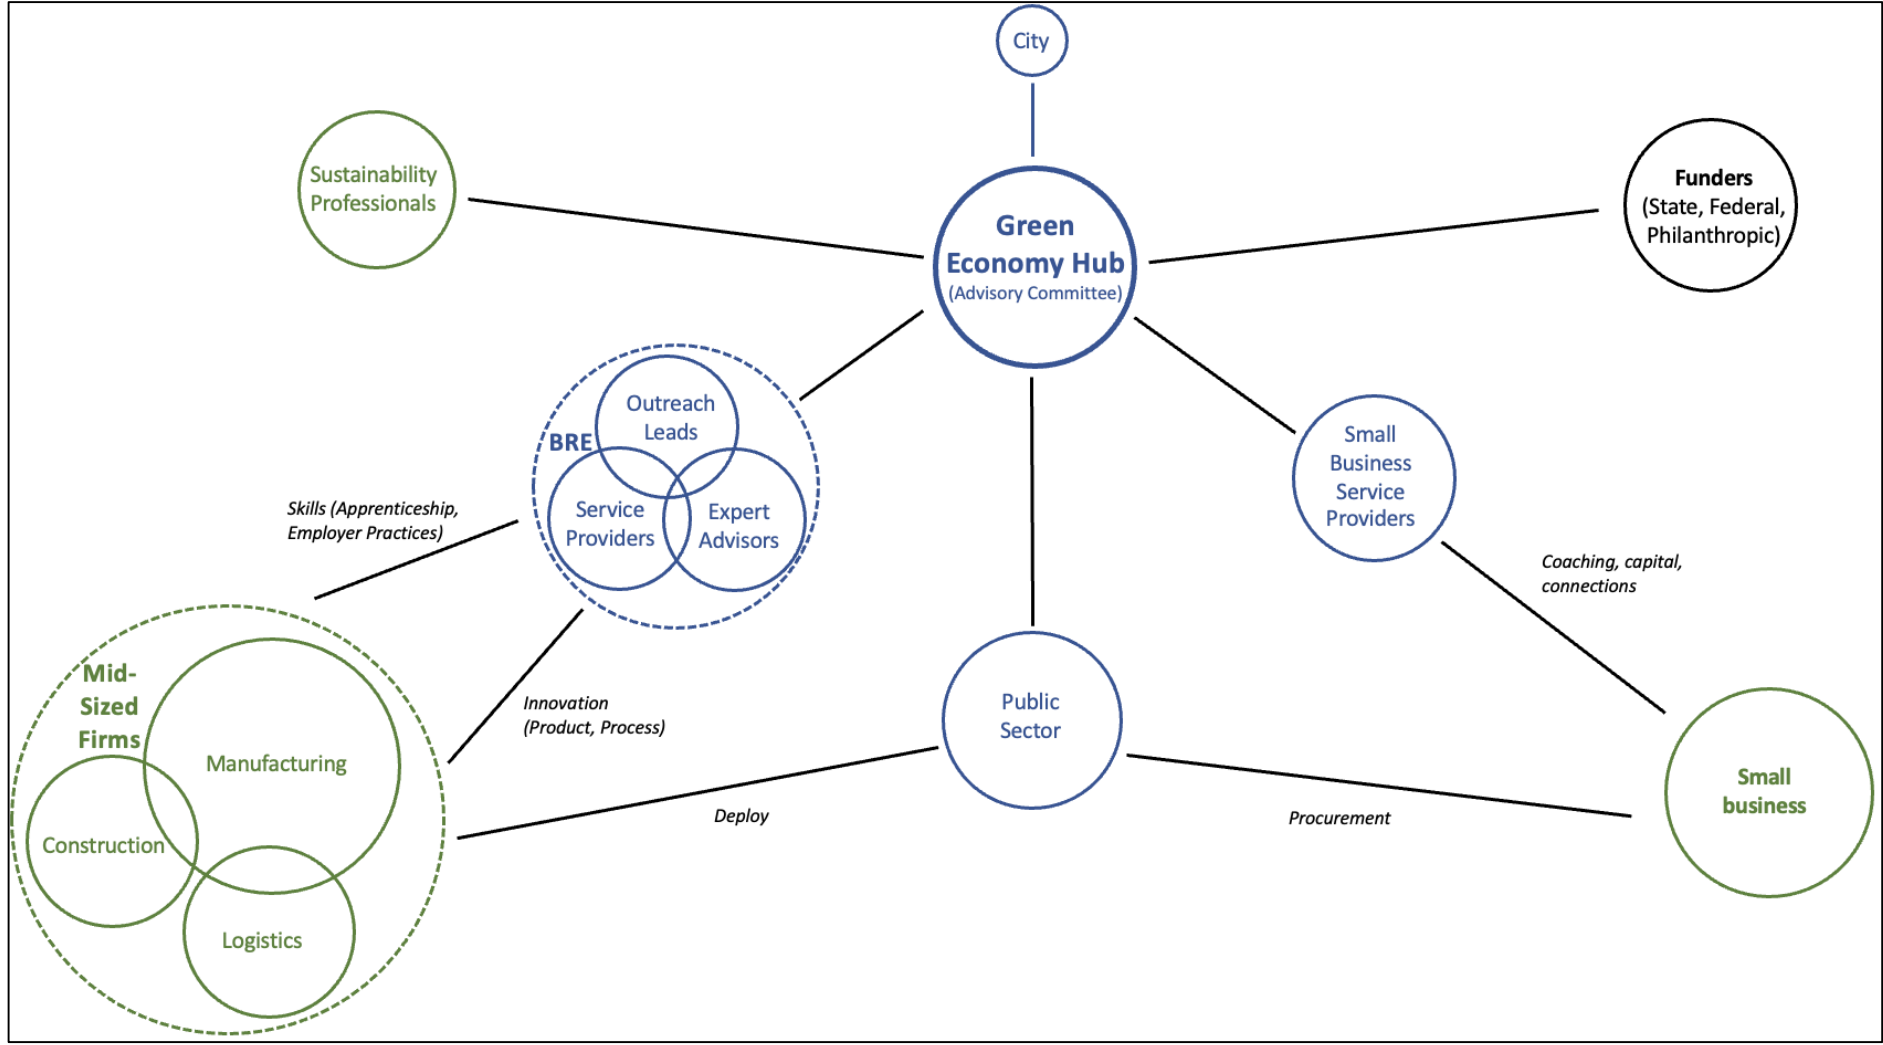 City
Sustainability
Professionals
Funders
(State, Federal,
Philanthropic)
Green
Economy Hub
(Advisory Committee)
Outreach
Leads
BRE
Service
Providers
Expert
Advisors
Small
Business
Service
Providers
Skills (Apprenticeship,
Employer Practices)
Coaching, capital,
connections
Mid-
Sized
Firms
Manufacturing
Construction
Logistics
Innovation
(Product, Process)
Public
Sector
Deploy
Procurement
Small
business